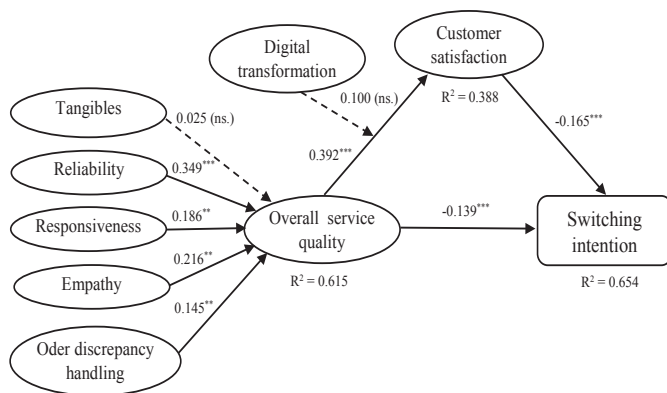 Customer
satisfaction
Digital
transformation
0.100 (ns.)
R² = 0.388
Tangibles
0.025 (ns.)
-0.165***
Reliability
0.349***
0.392***
Responsiveness
0.186**
Overall service
quality
-0.139***
Switching
intention
Empathy
0.216**
R² = 0.615
R² = 0.654
0.145**
Oder discrepancy
handling